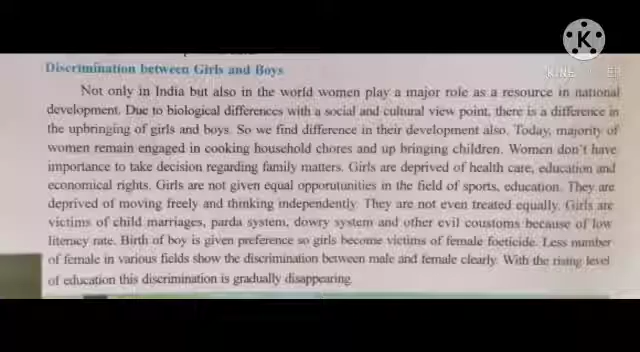 K
KINE
ER
Discrimination between Girls and Boys
Not only in India but also in the world women play a major role as a resource in national
development. Due to biological differences with a social and cultural view point, there is a difference in
the upbringing of girls and boys. So we find difference in their development also. Today, majority of
women remain engaged in cooking household chores and up bringing children. Women don't have
importance to take decision regarding family matters. Girls are deprived of health care, education and
economical rights. Girls are not given equal opporutunities in the field of sports, education. They are
deprived of moving freely and thinking independently. They are not even treated equally. Girls are
victims of child marriages, parda system, dowry system and other evil coustoms because of low
literacy rate. Birth of boy is given preference so girls become victims of female foeticide. Less number
of female in various fields show the discrimination between male and female clearly. With the rising level
of education this discrimination is gradually disappearing.